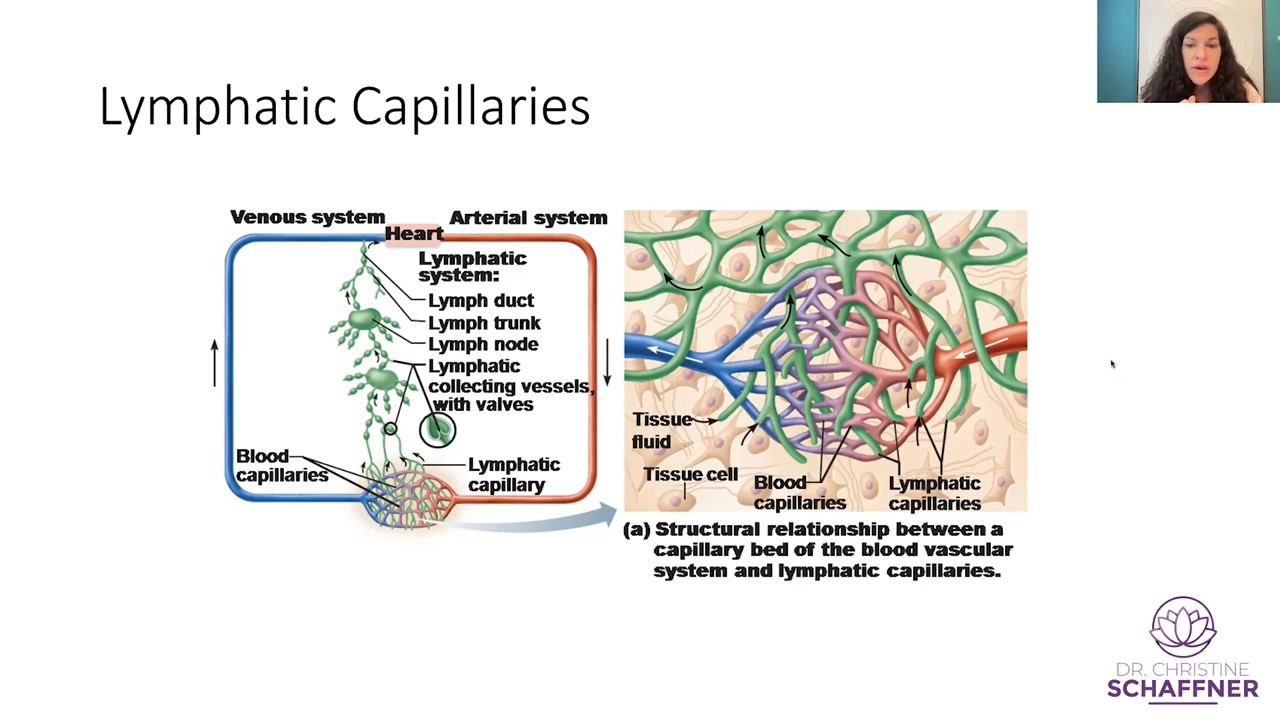 Lymphatic Capillaries
Venous system
Arterial system
Heart
Lymphatic
system:
Lymph duct
Lymph trunk
Lymph node
Lymphatic
collecting vessels,
with valves
Blood
capillaries
Lymphatic
capillary
Tissue
fluid
Tissue cell
Blood
capillaries
Lymphatic
capillaries
(a) Structural relationship between a
capillary bed of the blood vascular
system and lymphatic capillaries.
DR. CHRISTINE
SCHAFFNER